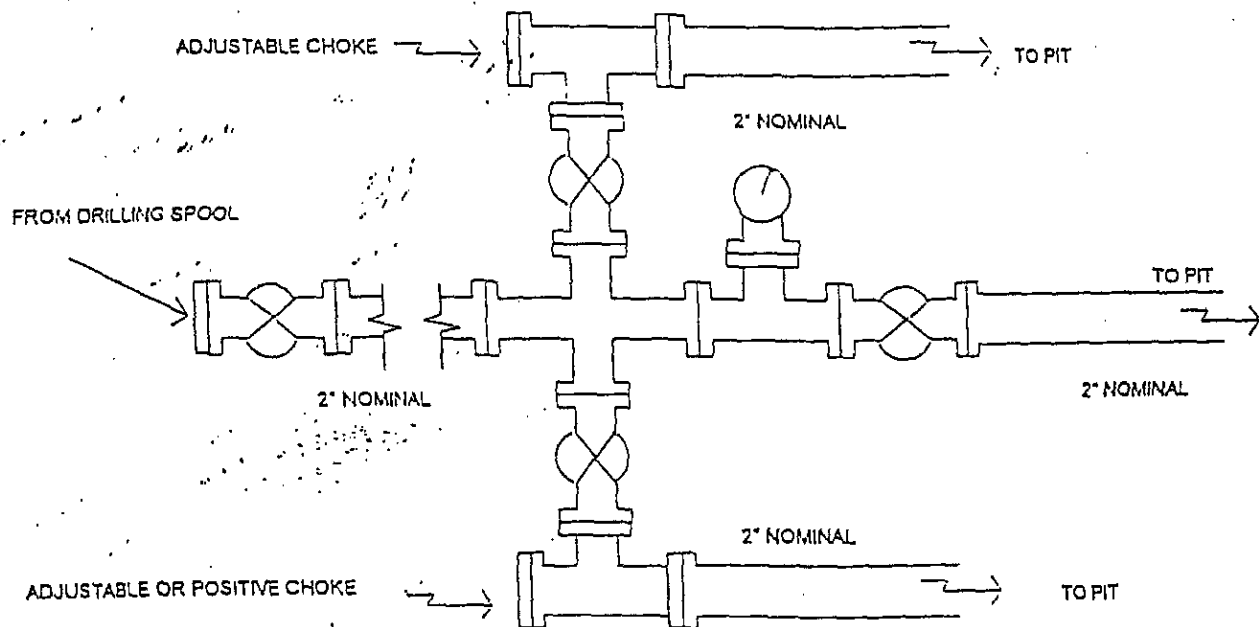 ADJUSTABLE CHOKE
TO PIT
2" NOMINAL
FROM DRILLING SPOOL
TO PIT
2" NOMINAL
2" NOMINAL
2" NOMINAL
ADJUSTABLE OR POSITIVE CHOKE
TO PIT